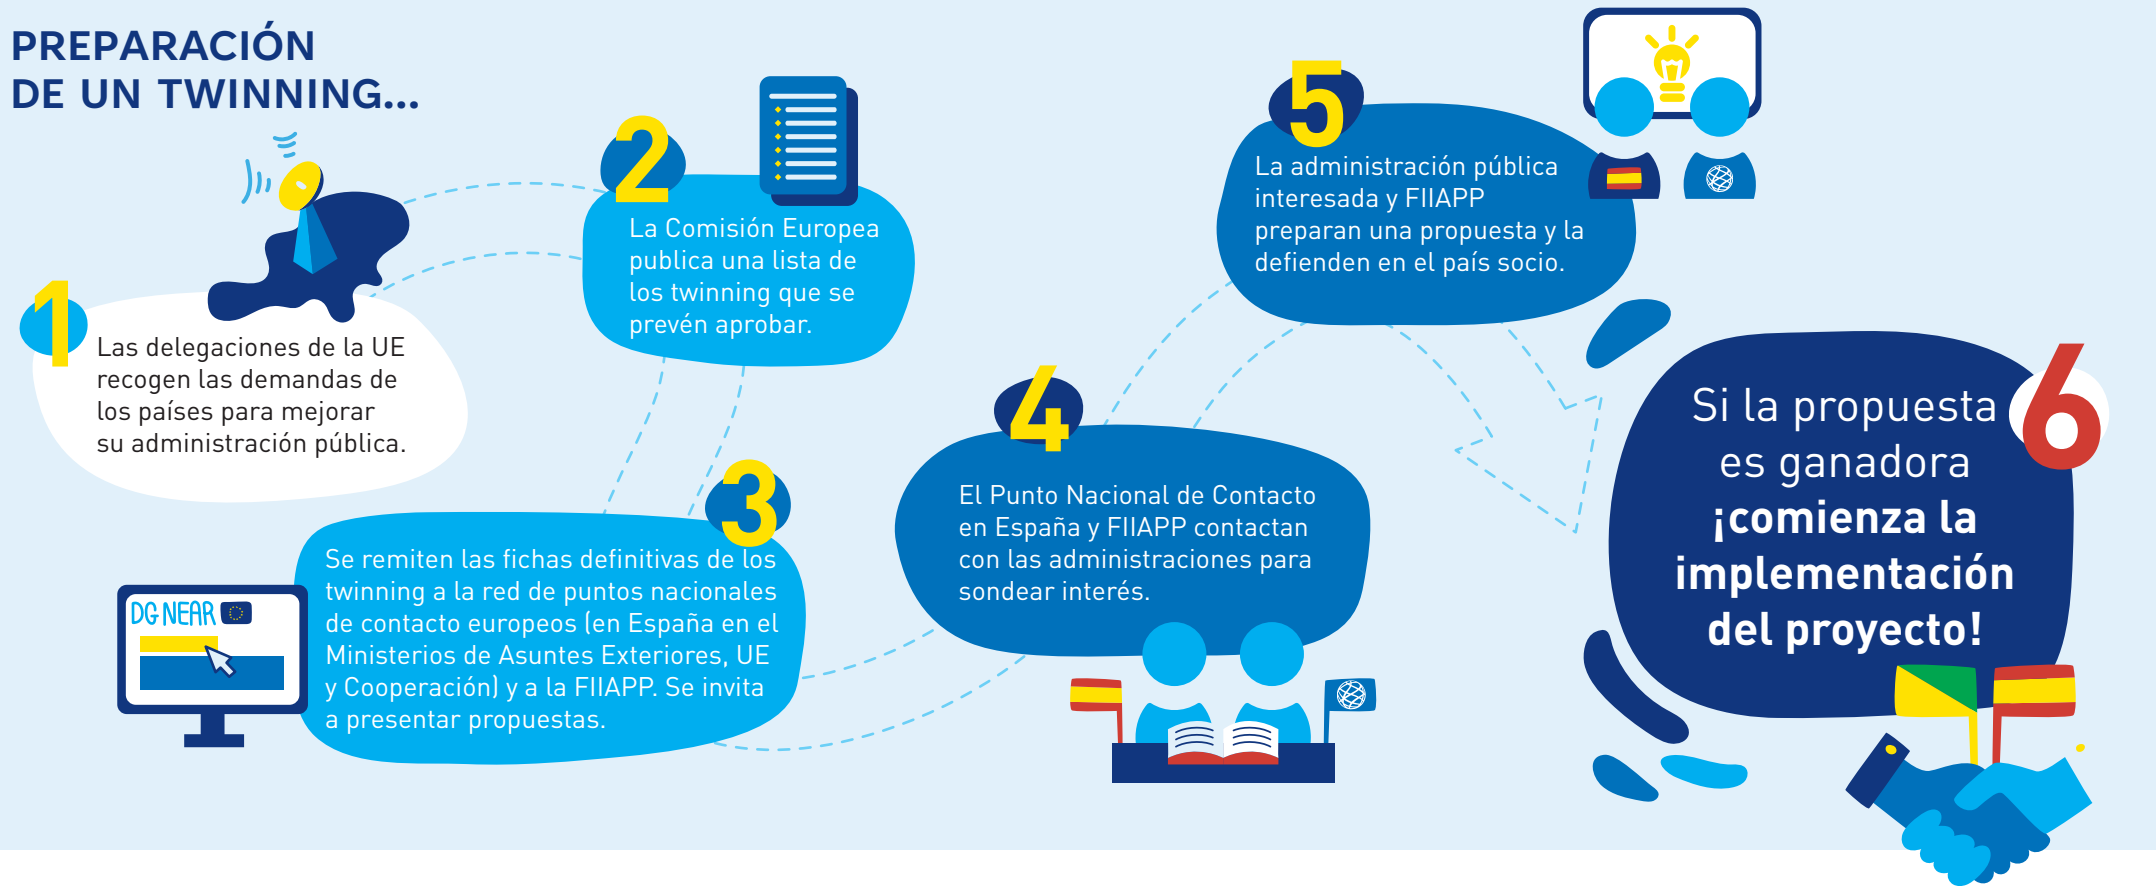 PREPARACIÓN
DE UN TWINNING...
1
Las delegaciones de la UE
recogen las demandas de
los países para mejorar
su administración pública.
2
La Comisión Europea
publica una lista de
los twinning que se
prevén aprobar.
3
Se remiten las fichas definitivas de los
twinning a la red de puntos nacionales
de contacto europeos (en España en el
Ministerios de Asuntes Exteriores, UE
y Cooperación) y a la FIIAPP. Se invita
a presentar propuestas.
DG NEAR
4
El Punto Nacional de Contacto
en España y FIIAPP contactan
con las administraciones para
sondear interés.
5
La administración pública
interesada y FIIAPP
preparan una propuesta y la
defienden en el país socio.
6
Si la propuesta
es ganadora
¡comienza la
implementación
del proyecto!